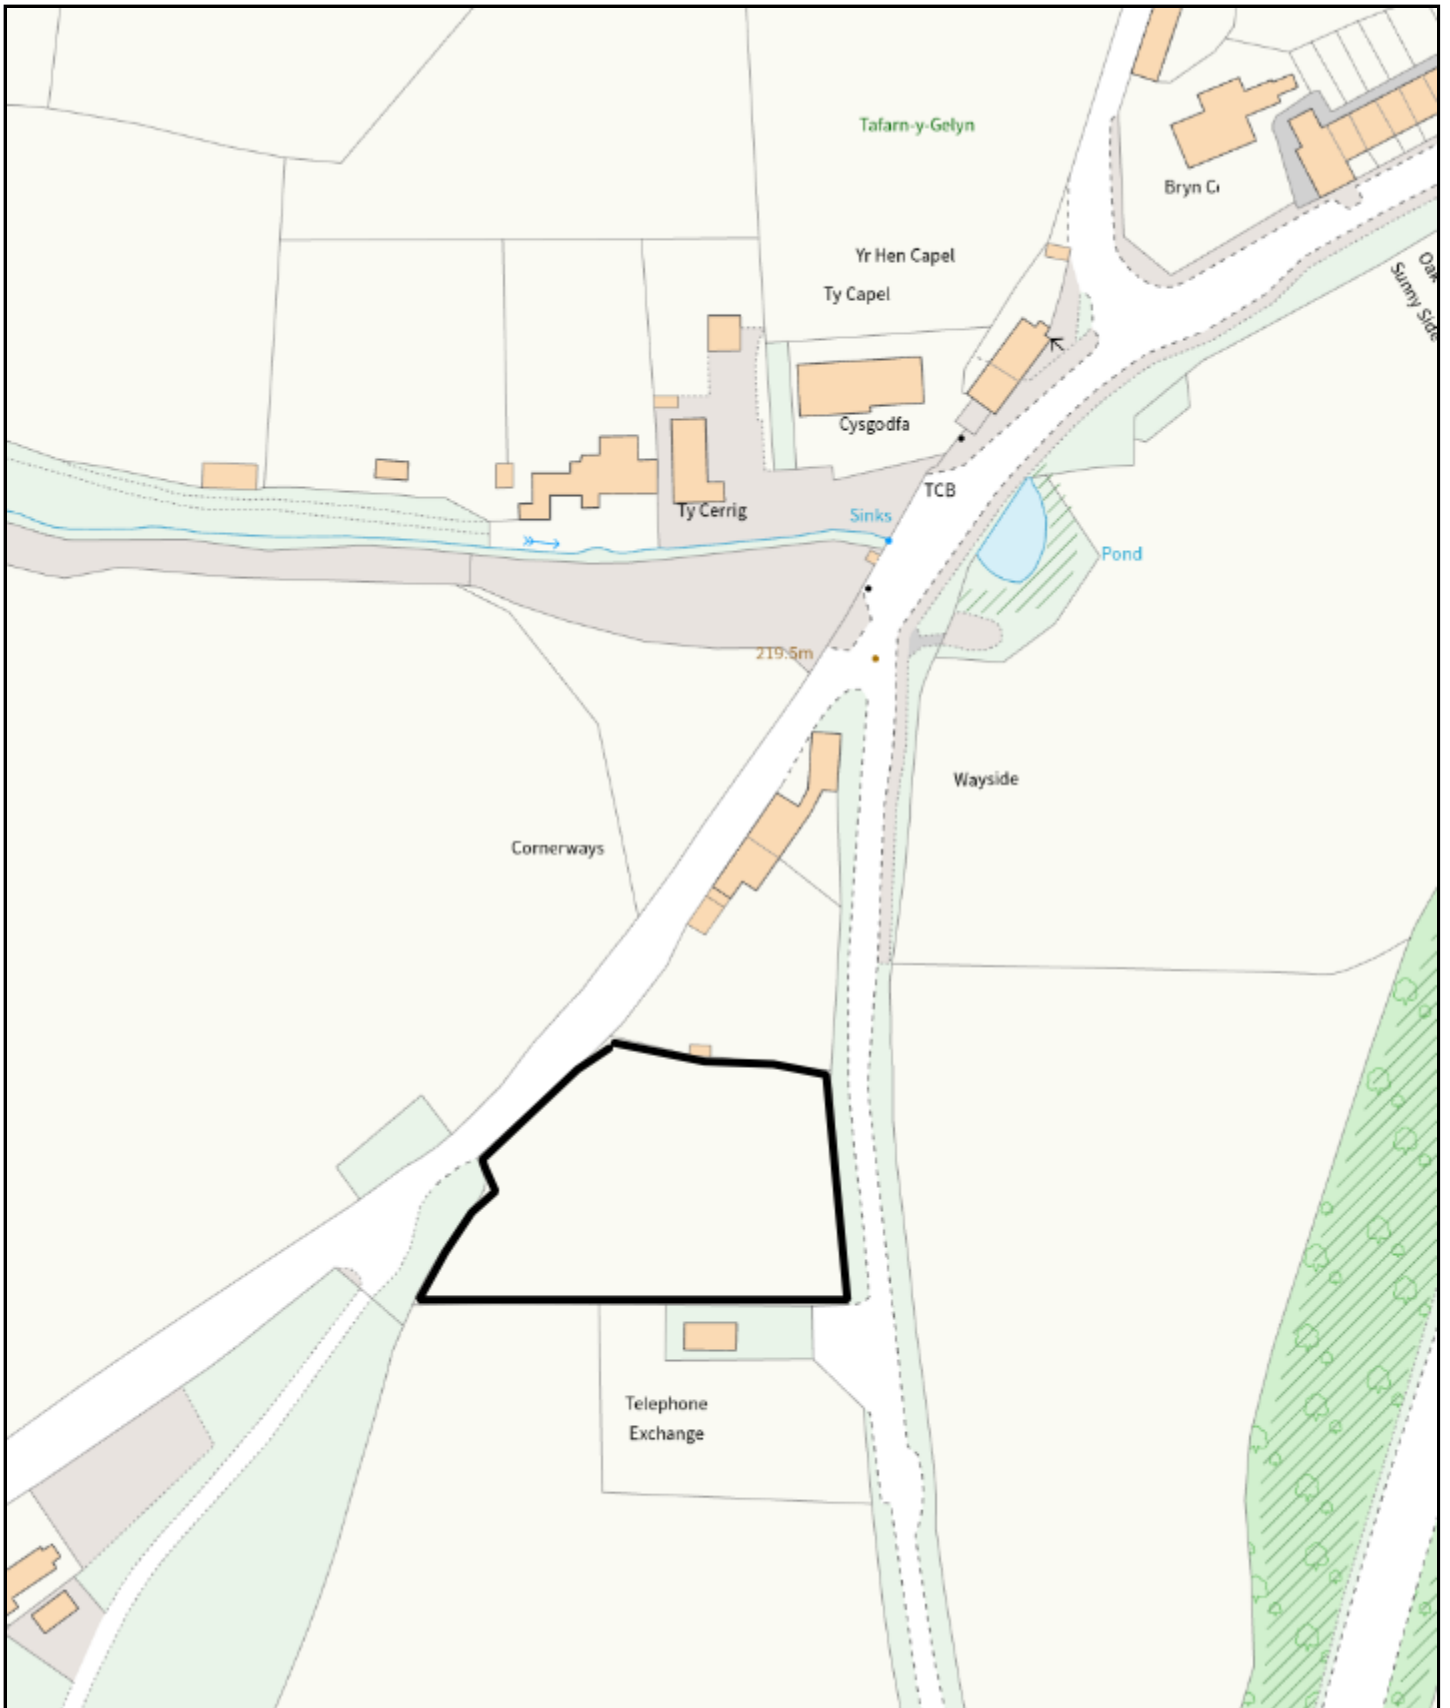 Tafarn-y-Gelyn
Bryn C
Yr Hen Capel
Ty Capel
Oak
Sunny Side
Cysgodfa
TCB
Ty Cerrig
Sinks
Pond
219.5m
Wayside
Cornerways
Telephone
Exchange